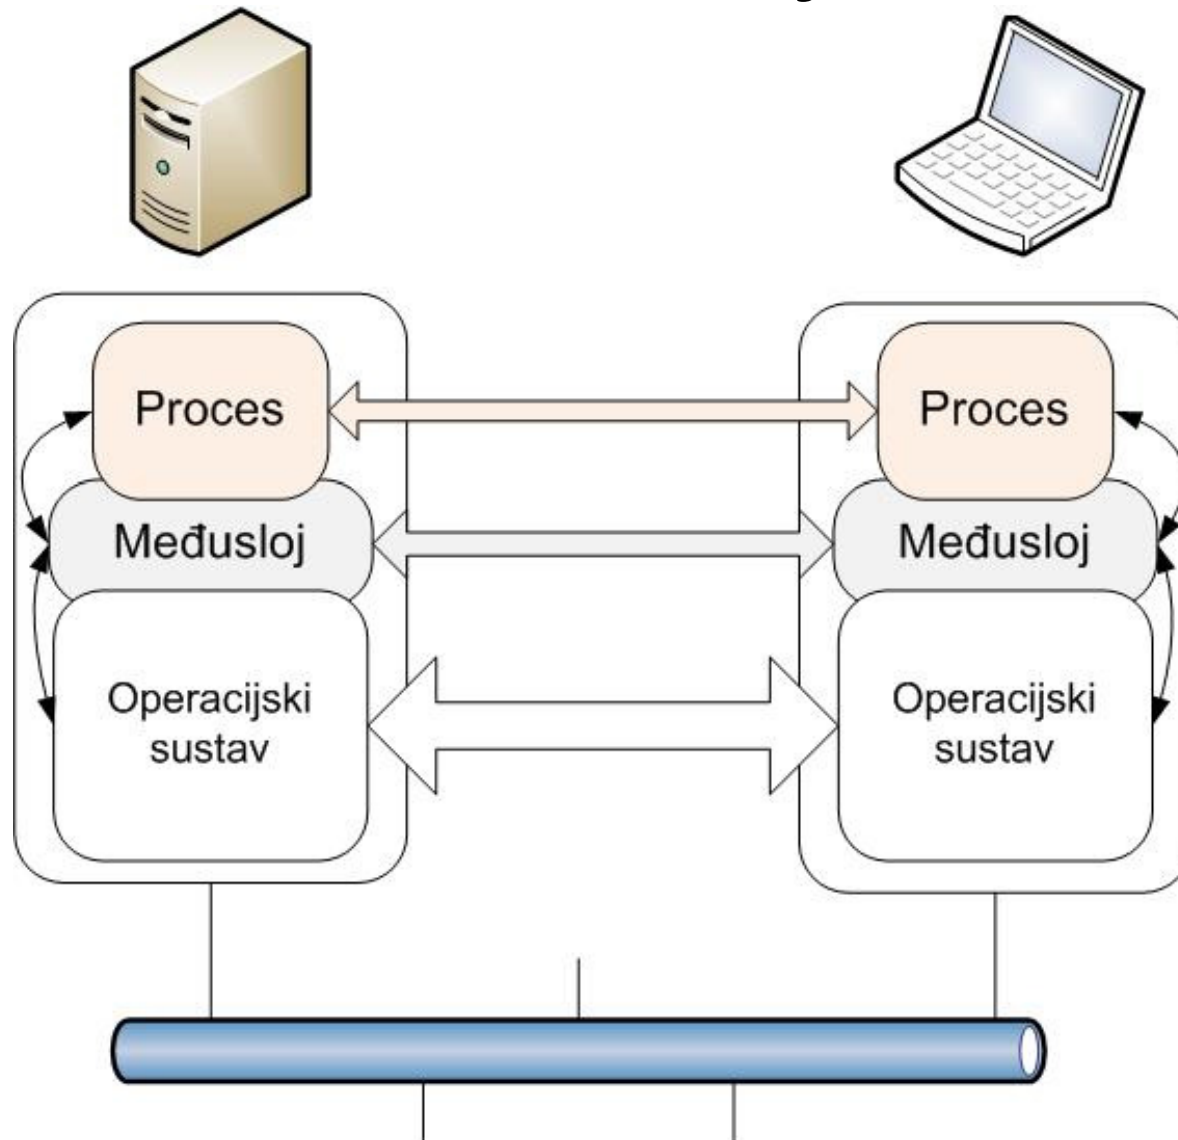 Proces
Proces
Međusloj
Međusloj
Operacijski
sustav
Operacijski
sustav